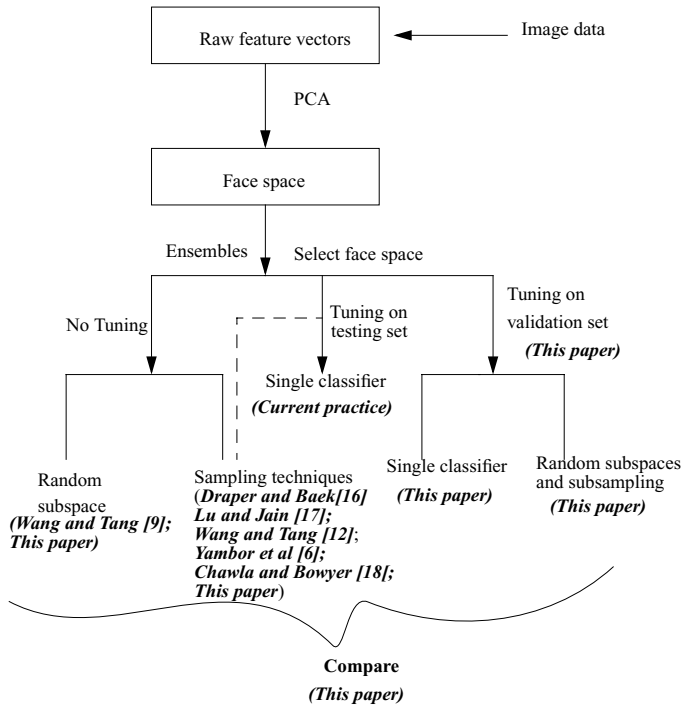 Raw feature vectors
Image data
PCA
Face space
Ensembles
Select face space
No Tuning
Tuning on
testing set
Tuning on
validation set
(This paper)
Single classifier
(Current practice)
Random
subspace
(Wang and Tang [9];
This paper)
Sampling techniques
(Draper and Baek[16]
Lu and Jain [17];
Wang and Tang [12];
Yambor et al [6];
Chawla and Bowyer [18[;
This paper)
Single classifier
(This paper)
Random subspaces
and subsampling
(This paper)
Compare
(This paper)